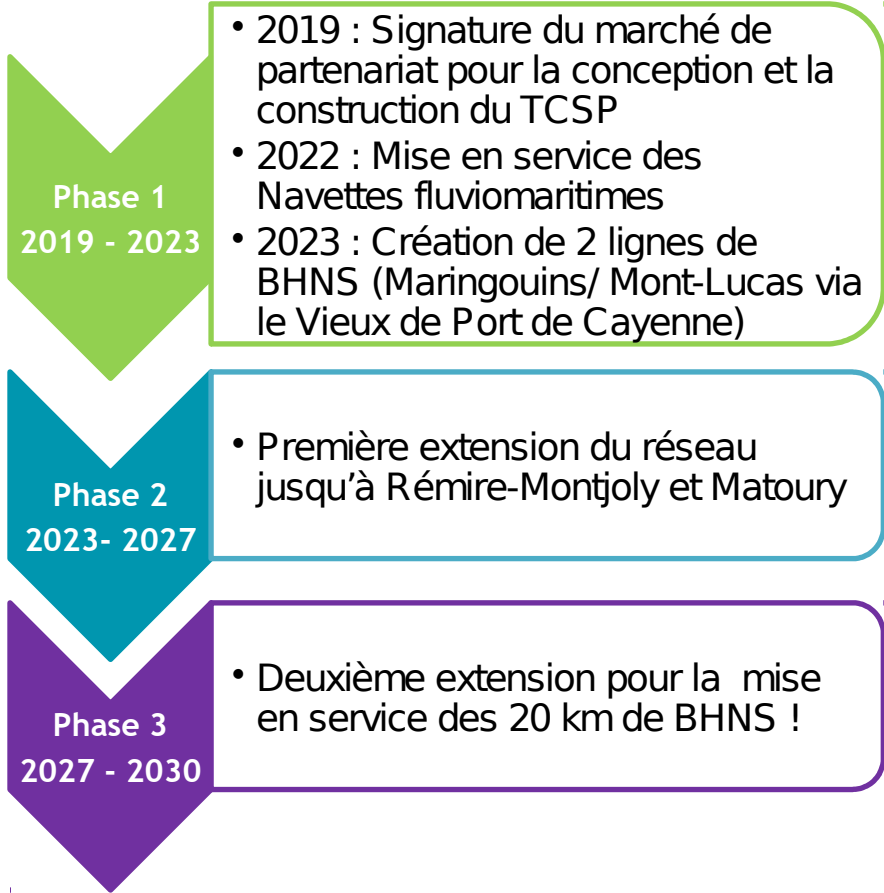 Phase 1
2019 - 2023
• 2019 : Signature du marché de
partenariat pour la conception et la
construction du TCSP
• 2022 : Mise en service des
Navettes fluviomaritimes
• 2023 : Création de 2 lignes de
BHNS (Maringouins/ Mont-Lucas via
le Vieux de Port de Cayenne)
Phase 2
2023- 2027
• Première extension du réseau
jusqu’à Rémire-Montjoly et Matoury
Phase 3
2027 - 2030
• Deuxième extension pour la mise
en service des 20 km de BHNS !